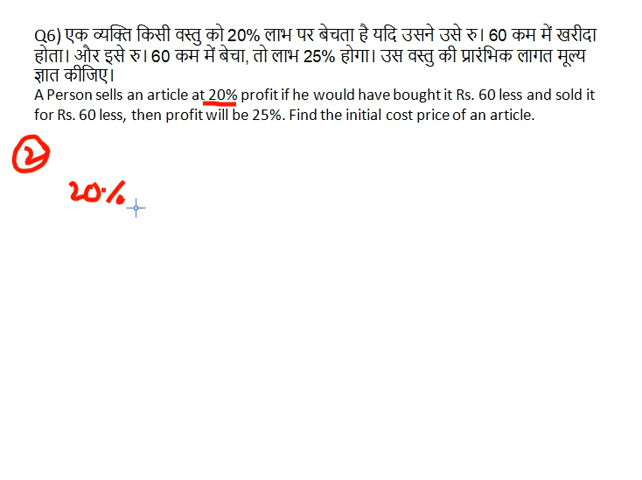 Q6) एक व्यक्ति किसी वस्तु को 20% लाभ पर बेचता है यदि उसने उसे रु। 60 कम में खरीदा
होता। और इसे रु। 60 कम में बेचा, तो लाभ 25% होगा। उस वस्तु की प्रारंभिक लागत मूल्य
ज्ञात कीजिए।
A Person sells an article at 20% profit if he would have bought it Rs. 60 less and sold it
for Rs. 60 less, then profit will be 25%. Find the initial cost price of an article.
2
20%